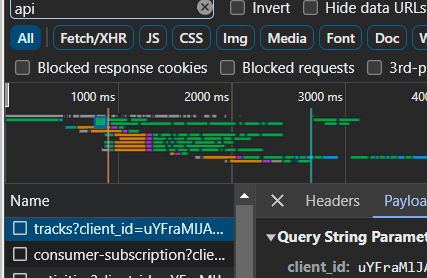 api
Invert
Hide data URLs
All
Fetch/XHR
JS
CSS
Img
Media
Font
Doc
W
Blocked response cookies
Blocked requests
3rd-p
1000 ms
2000 ms
3000 ms
40
Name
Headers
Payloa
tracks?client_id=uYFraMlJA...
Query String Paramet
consumer-subscription?clie...
client_id: uYFraMlJA